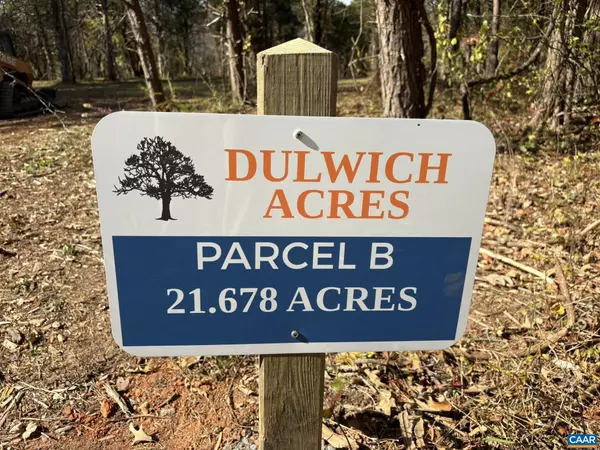 DULWICH
ACRES
PARCEL B
21.678 ACRES
CAAR